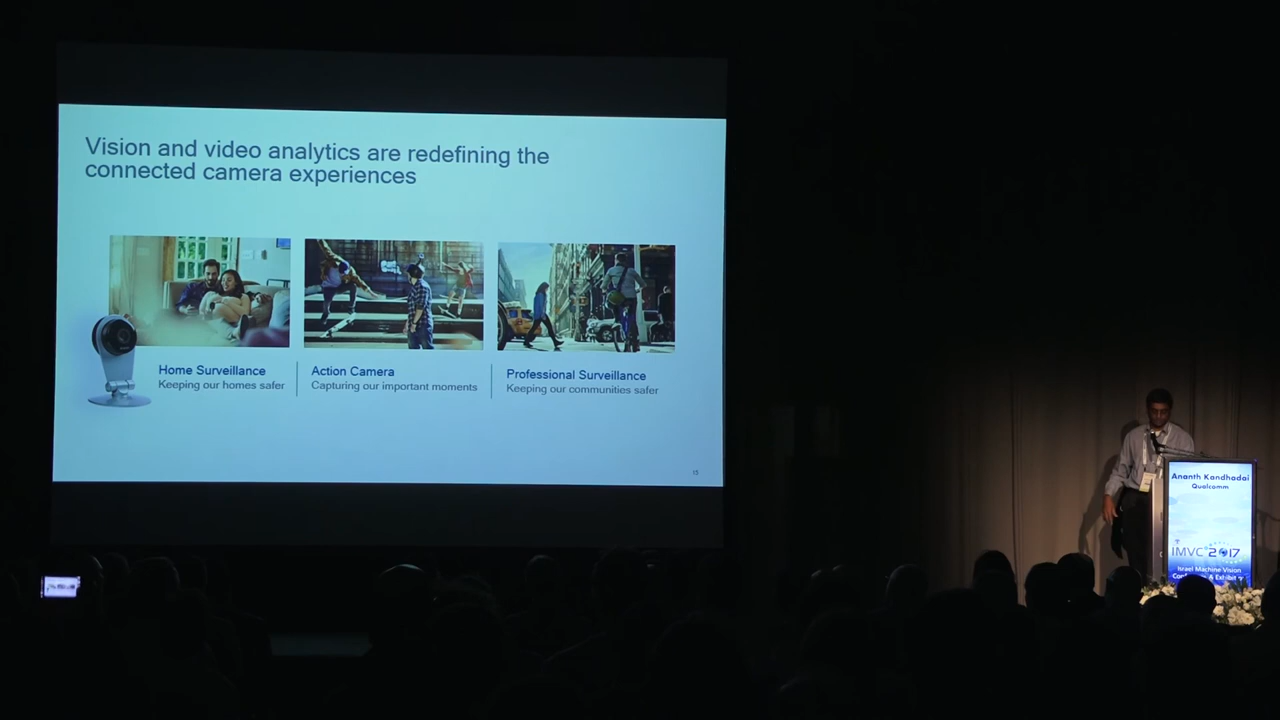 Vision and video analytics are redefining the
connected camera experiences
Home Surveillance
Keeping our homes safer
Action Camera
Capturing our important moments
Professional Surveillance
Keeping our communities safer
15
Ananth Kandhadai
Qualcomm
IMVC 2017
Israel Machine Vision